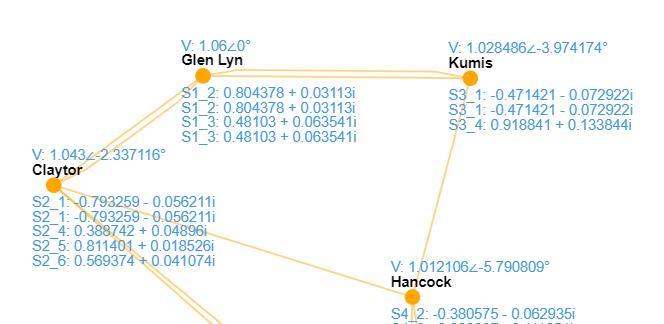 V: 1.06∠0°
Glen Lyn
S1_2: 0.804378 + 0.03113i
S1_2: 0.804378 + 0.03113i
S1_3: 0.48103 + 0.063541i
S1_3: 0.48103 + 0.063541i
V: 1.028486∠-3.974174°
Kumis
S3_1: -0.471421 - 0.072922i
S3_1: -0.471421 - 0.072922i
S3_4: 0.918841 + 0.133844i
V: 1.043∠-2.337116°
Claytor
S2_1: -0.793259 - 0.056211i
S2_1: -0.793259 - 0.056211i
S2_4: 0.388742 + 0.04896i
S2_5: 0.811401 + 0.018526i
S2_6: 0.569374 + 0.041074i
V: 1.012106∠-5.790809°
Hancock
S4_2: -0.380575 - 0.062935i